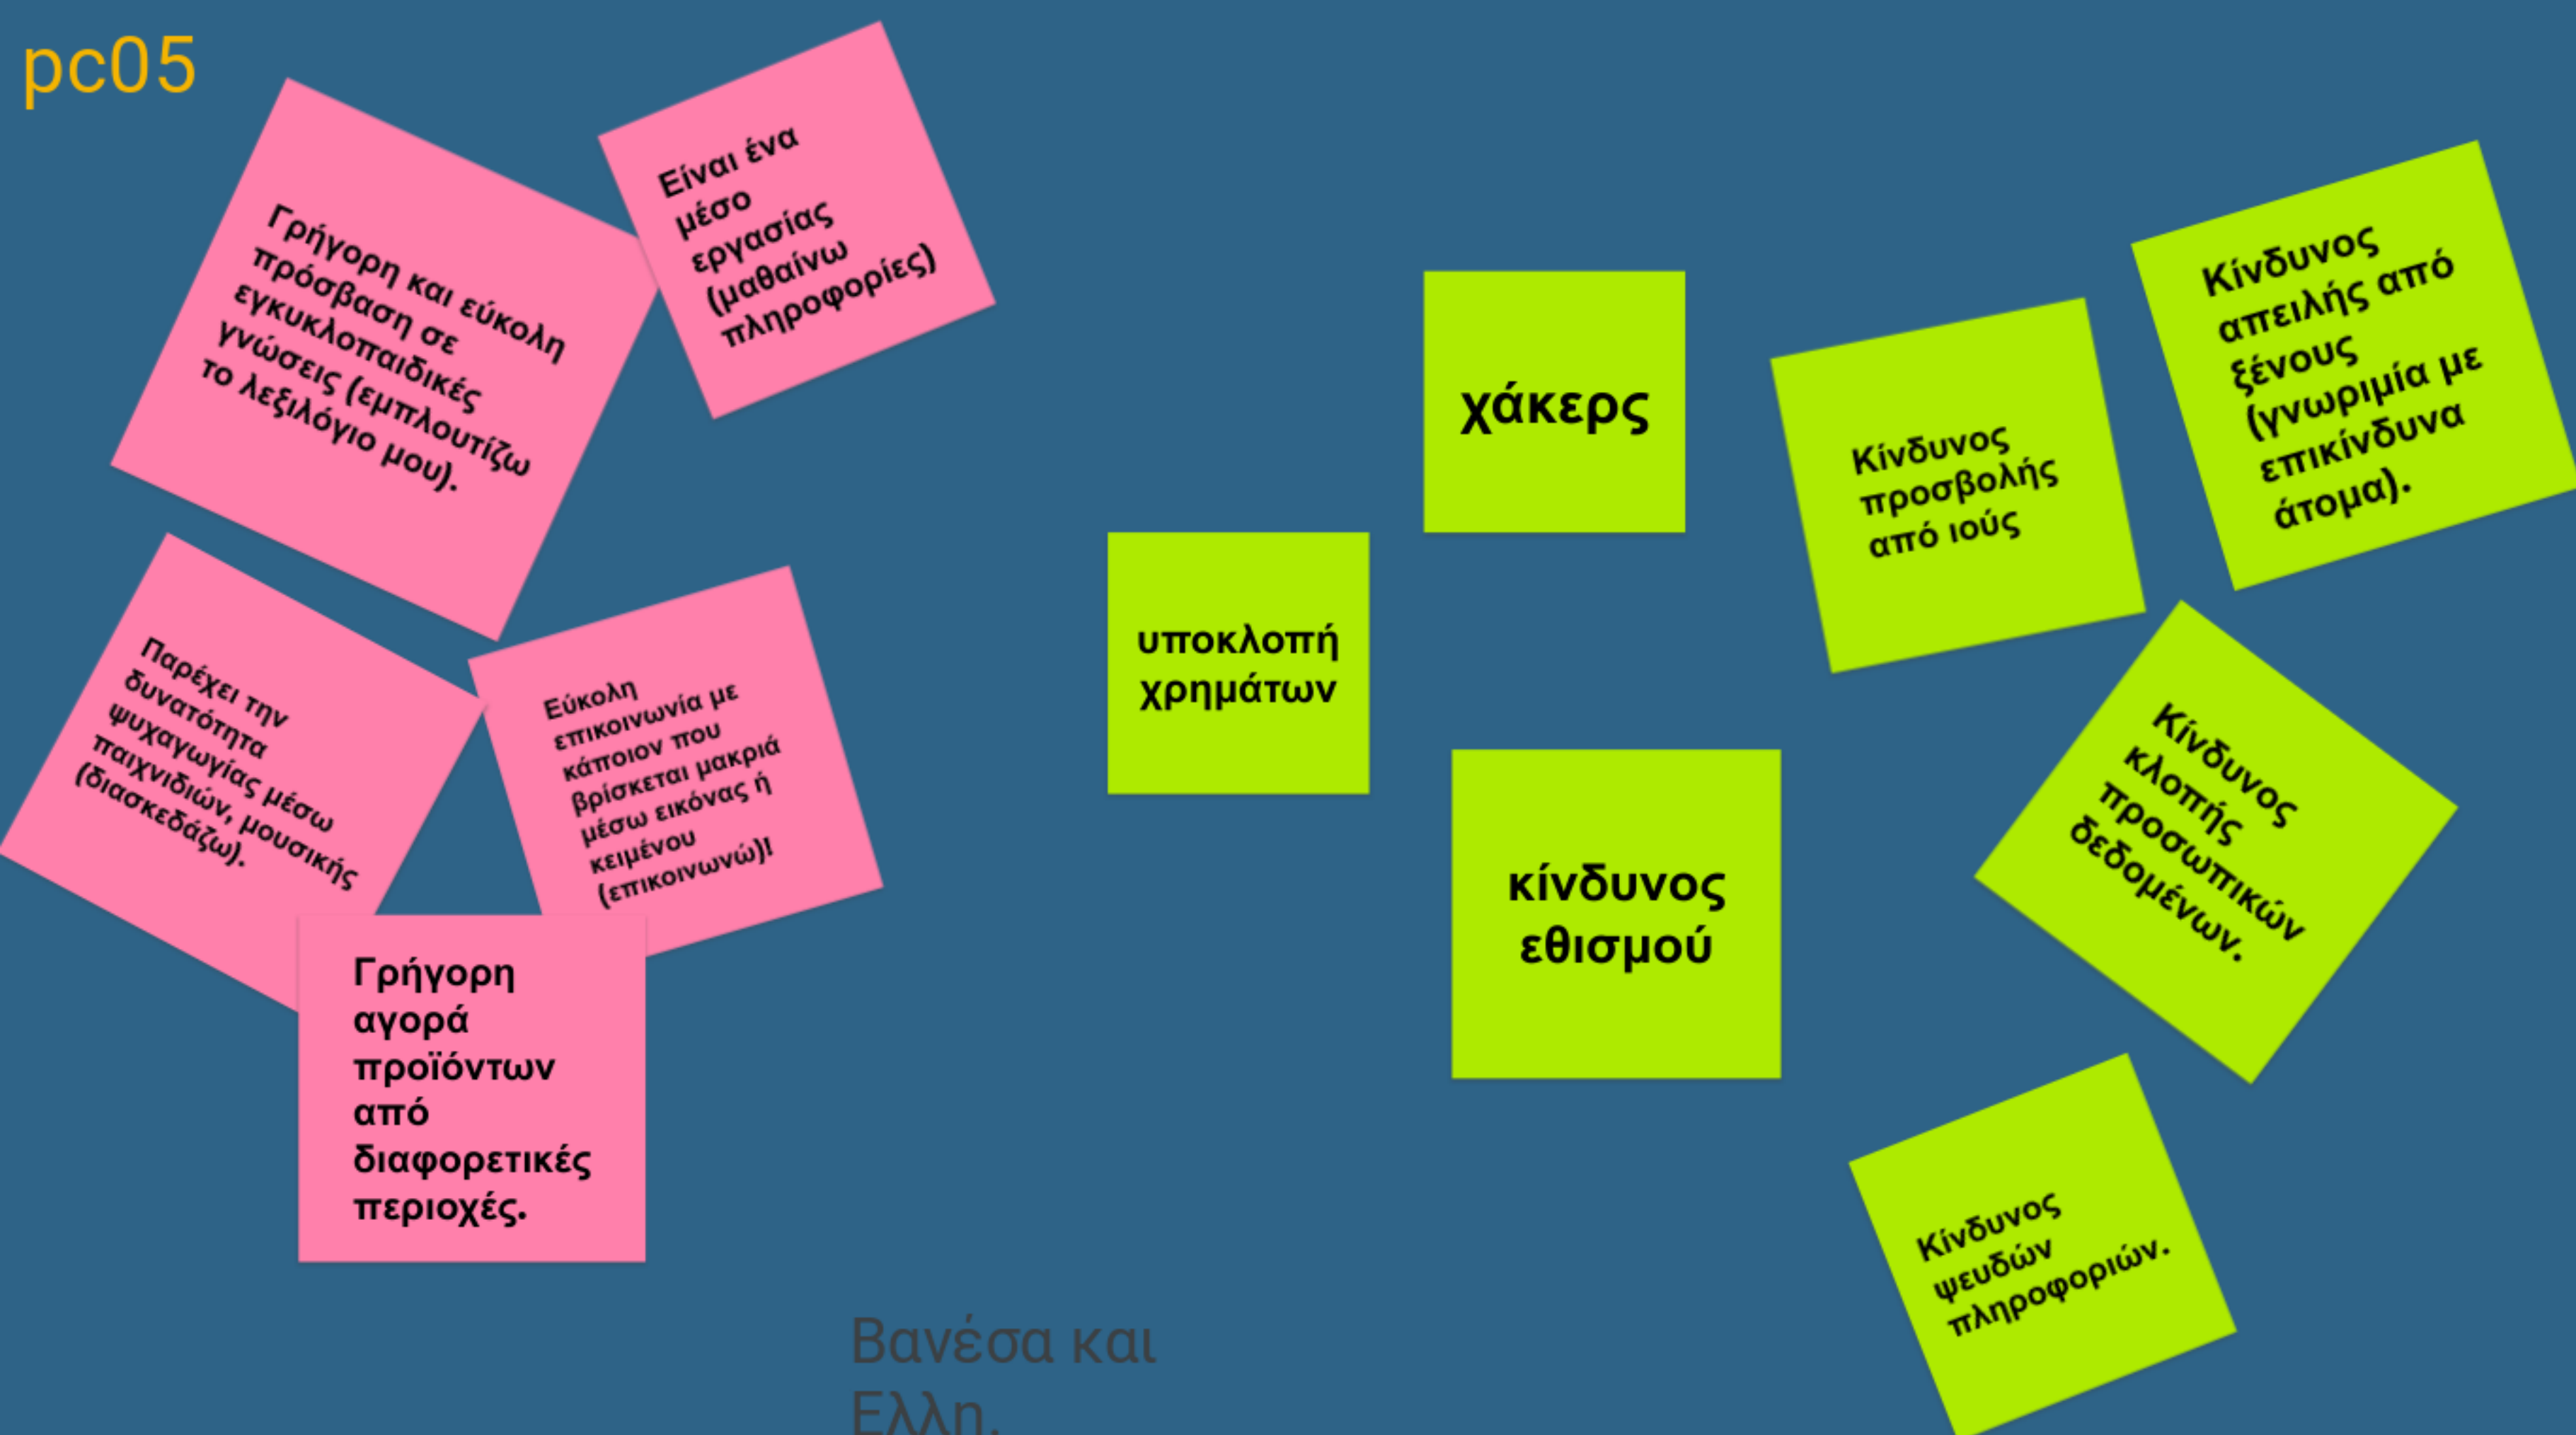 pc05
Γρήγορη και εύκολη
πρόσβαση σε
εγκυκλοπαιδικές
γνώσεις (εμπλουτίζω
το λεξιλόγιο μου).
Είναι ένα
μέσο
εργασίας
(μαθαίνω
πληροφορίες)
Παρέχει την
δυνατότητα
ψυχαγωγίας μέσω
παιχνιδιών, μουσικής
(διασκεδάζω).
Εύκολη
επικοινωνία με
κάποιον που
βρίσκεται μακριά
μέσω εικόνας ή
κειμένου
(επικοινωνώ)!
Γρήγορη
αγορά
προϊόντων
από
διαφορετικές
περιοχές.
χάκερς
υποκλοπή
χρημάτων
κίνδυνος
εθισμού
Κίνδυνος
προσβολής
από ιούς
Κίνδυνος
απειλής από
ξένους
(γνωριμία με
επικίνδυνα
άτομα).
Κίνδυνος
κλοπής
προσωπικών
δεδομένων.
Κίνδυνος
ψευδών
πληροφοριών.
Βανέσα και
Ελλη.